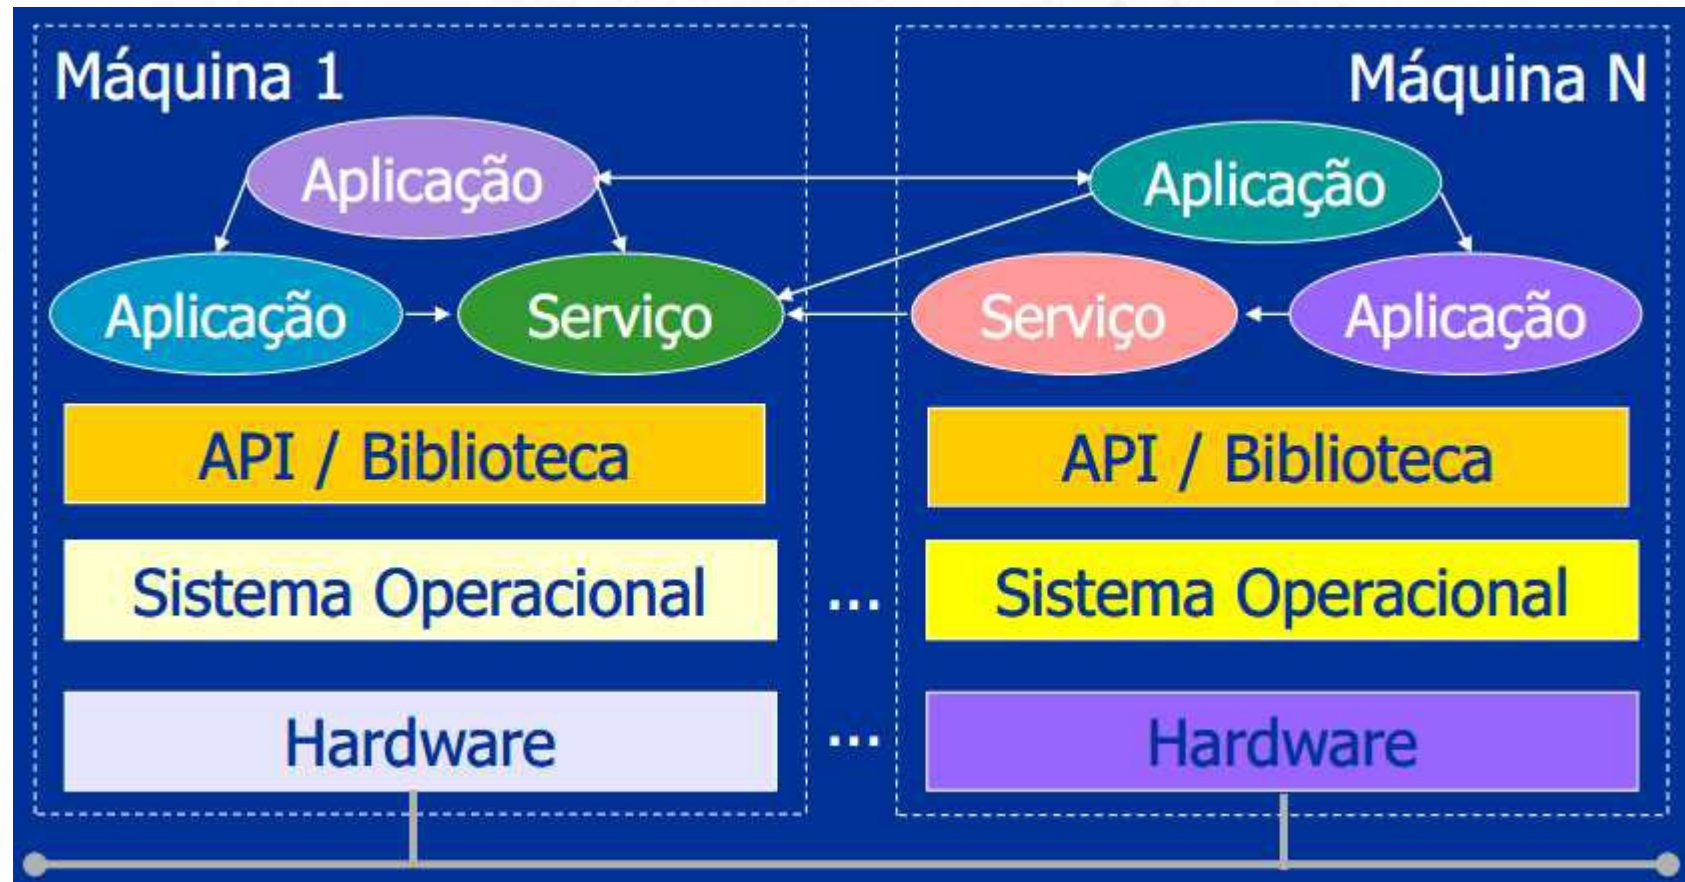 Máquina 1
Máquina N
Aplicação
Aplicação
Aplicação
Serviço
Serviço
Aplicação
API / Biblioteca
API / Biblioteca
Sistema Operacional
...
Sistema Operacional
Hardware
...
Hardware